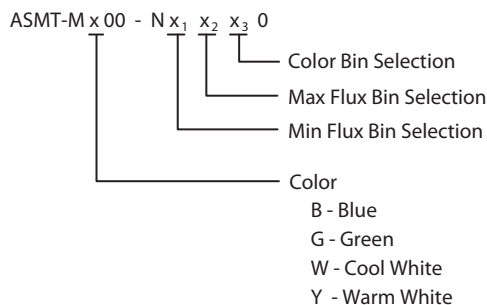 ASMT-M x 00 - N x₁ x₂ x₃ 0
Color Bin Selection
Max Flux Bin Selection
Min Flux Bin Selection
Color
B - Blue
G - Green
W - Cool White
Y - Warm White